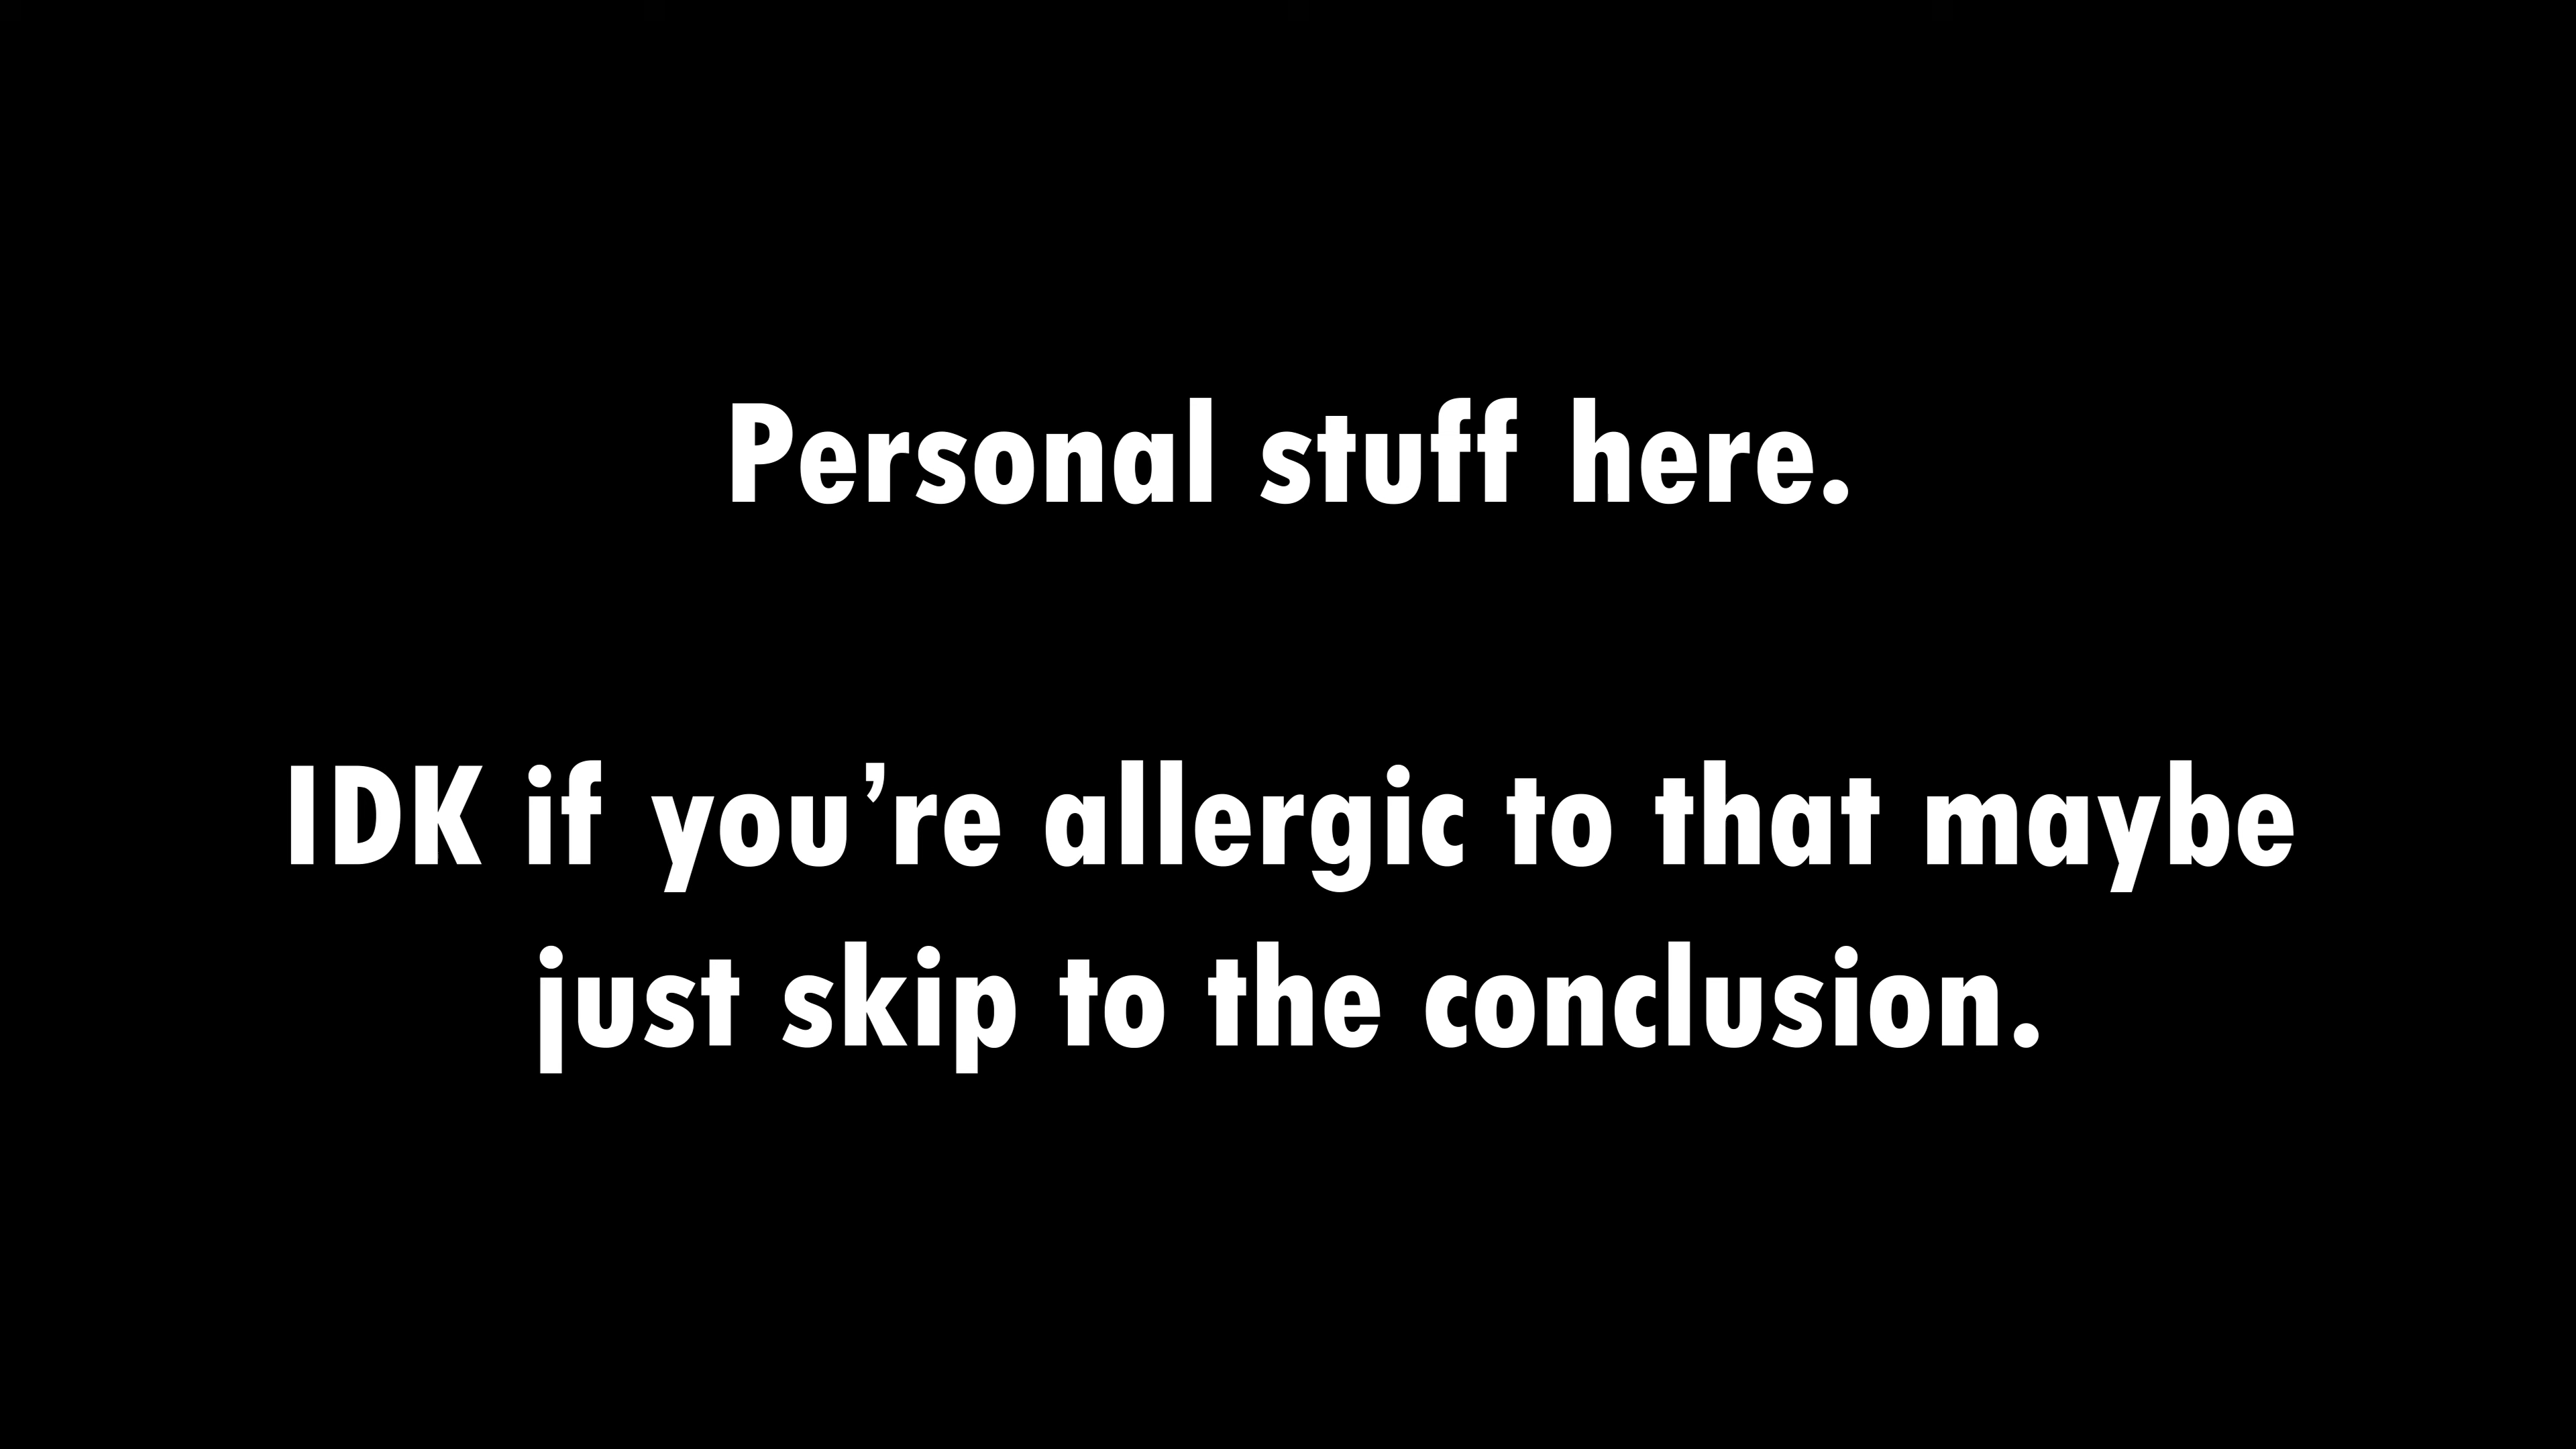 Personal stuff here.
IDK if you’re allergic to that maybe
just skip to the conclusion.